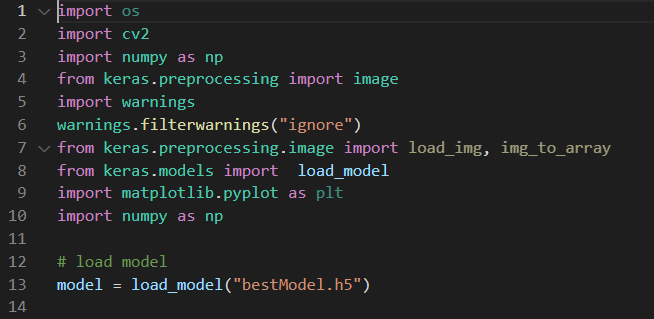 1 import os
2 import cv2
3 import numpy as np
4 from keras.preprocessing import image
5 import warnings
6 warnings.filterwarnings("ignore")
7 from keras.preprocessing.image import load_img, img_to_array
8 from keras.models import  load_model
9 import matplotlib.pyplot as plt
10 import numpy as np
11
12 # load model
13 model = load_model("bestModel.h5")
14